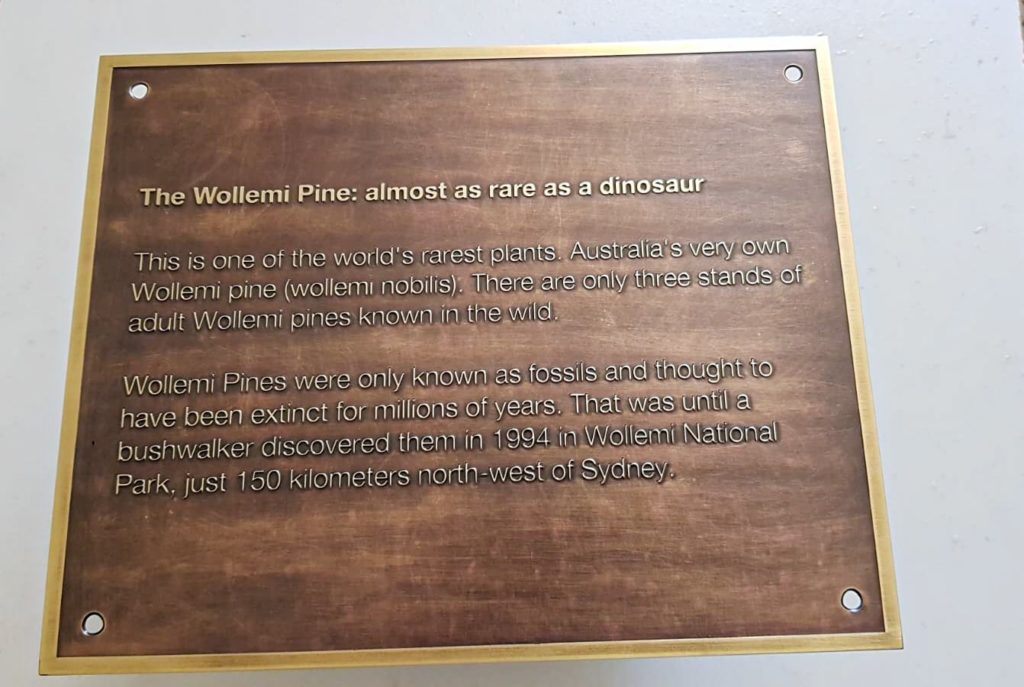 The Wollemi Pine: almost as rare as a dinosaur
This is one of the world's rarest plants. Australia's very own
Wollemi pine (wollemi nobilis). There are only three stands of
adult Wollemi pines known in the wild.
Wollemi Pines were only known as fossils and thought to
have been extinct for millions of years. That was until a
bushwalker discovered them in 1994 in Wollemi National
Park, just 150 kilometers north-west of Sydney.